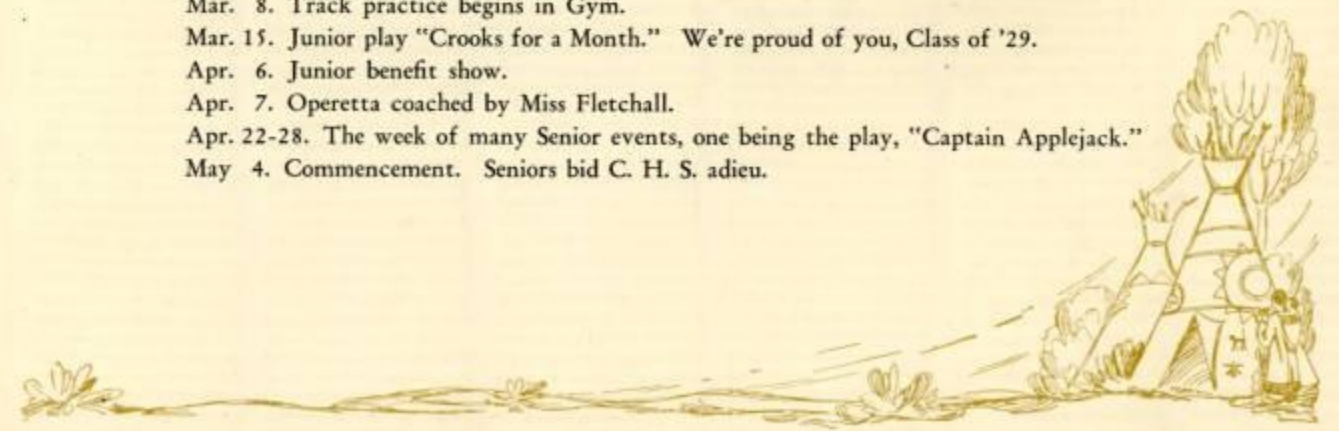 Mar. 8. Track practice begins in Gym.
Mar. 15. Junior play "Crooks for a Month." We're proud of you, Class of '29.
Apr. 6. Junior benefit show.
Apr. 7. Operetta coached by Miss Fletchall.
Apr. 22-28. The week of many Senior events, one being the play, "Captain Applejack."
May 4. Commencement. Seniors bid C. H. S. adieu.